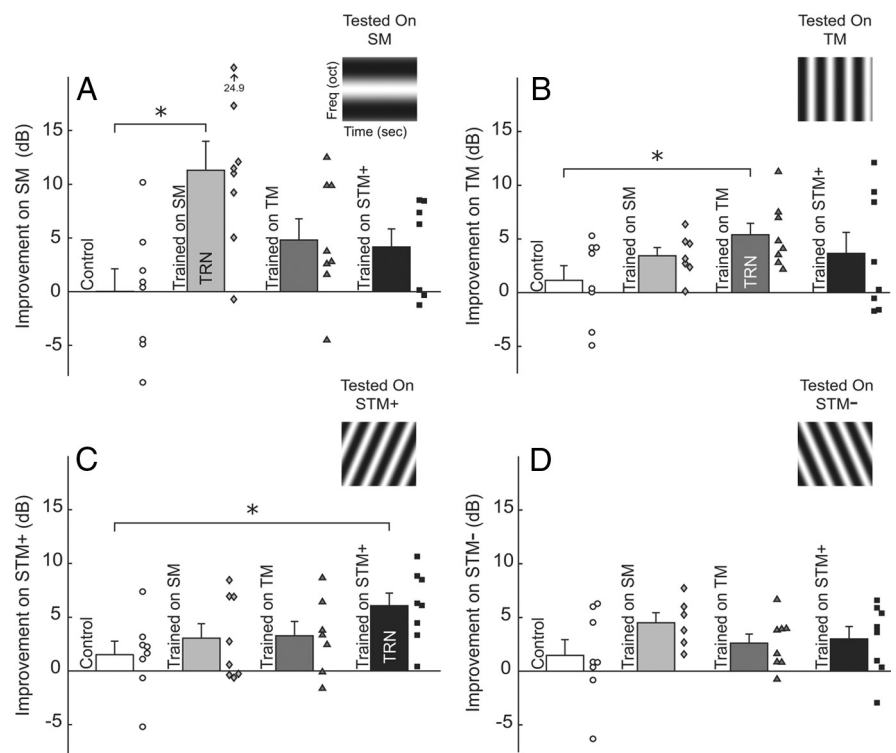 A
Tested On
SM
Freq (oct)
Time (sec)
Improvement on SM (dB)
15
10
5
0
-5
*
24.9
Control
Trained on SM
TRN
Trained on TM
Trained on STM+
B
Tested On
TM
Improvement on TM (dB)
15
10
5
0
-5
*
Control
Trained on SM
Trained on TM
TRN
Trained on STM+
C
Tested On
STM+
Improvement on STM+ (dB)
15
10
5
0
-5
*
Control
Trained on SM
Trained on TM
Trained on STM+
TRN
D
Tested On
STM−
Improvement on STM− (dB)
15
10
5
0
-5
Control
Trained on SM
Trained on TM
Trained on STM+